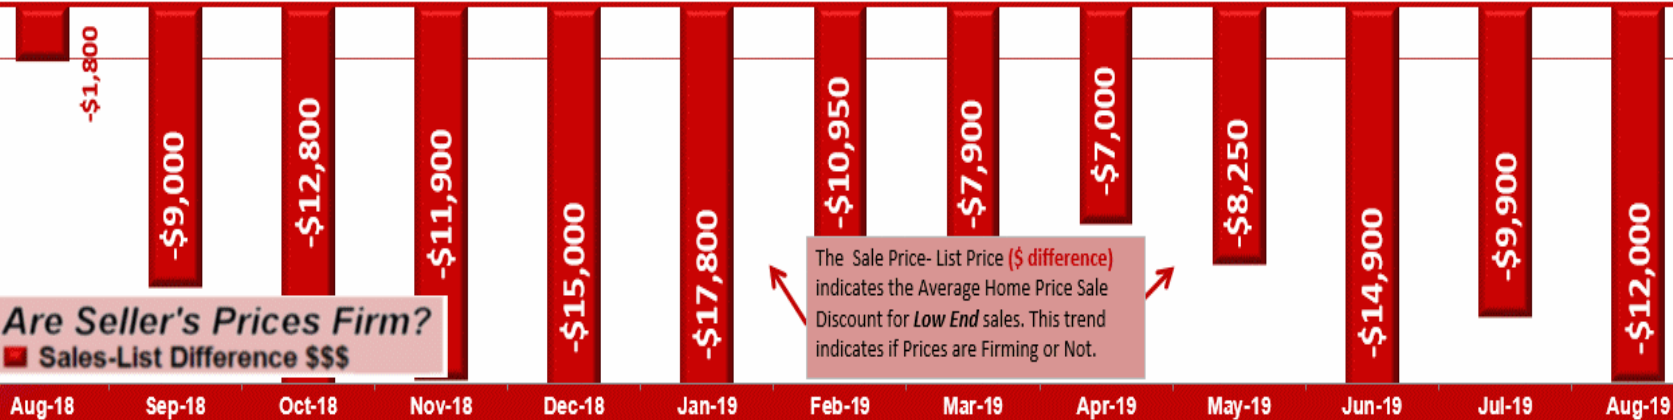 -$1,800
-$9,000
-$12,800
-$11,900
-$15,000
-$17,800
-$10,950
-$7,900
-$7,000
-$8,250
-$14,900
-$9,900
-$12,000
The Sale Price- List Price ($ difference)
indicates the Average Home Price Sale
Discount for Low End sales. This trend
indicates if Prices are Firming or Not.
Are Seller's Prices Firm?
Sales-List Difference $$$
Aug-18 Sep-18 Oct-18 Nov-18 Dec-18 Jan-19 Feb-19 Mar-19 Apr-19 May-19 Jun-19 Jul-19 Aug-19